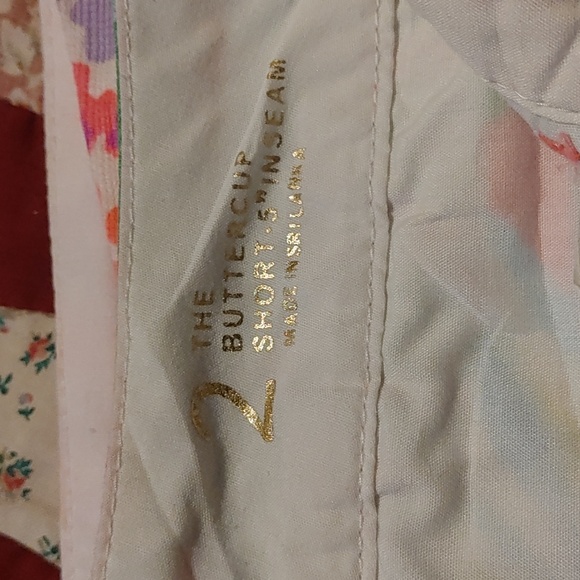 2
THE
BUTTERCUP
SHORT-5" INSEAM
MADE IN SRI LANKA